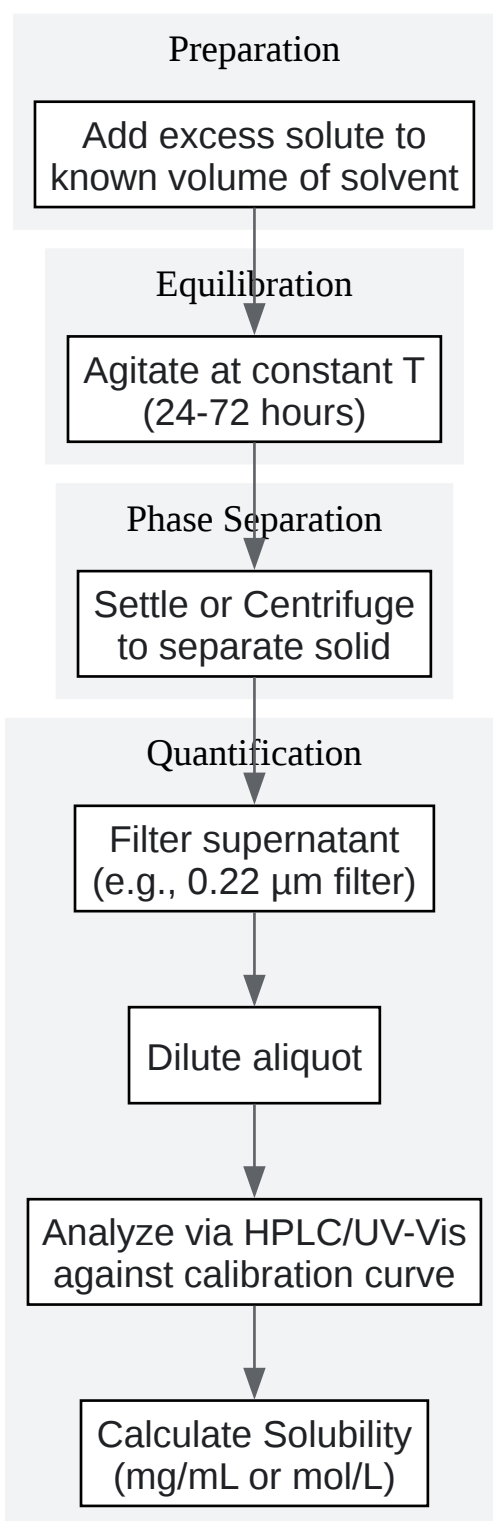 Preparation
Add excess solute to
known volume of solvent
Equilibration
Agitate at constant T
(24-72 hours)
Phase Separation
Settle or Centrifuge
to separate solid
Quantification
Filter supernatant
(e.g., 0.22 µm filter)
Dilute aliquot
Analyze via HPLC/UV-Vis
against calibration curve
Calculate Solubility
(mg/mL or mol/L)